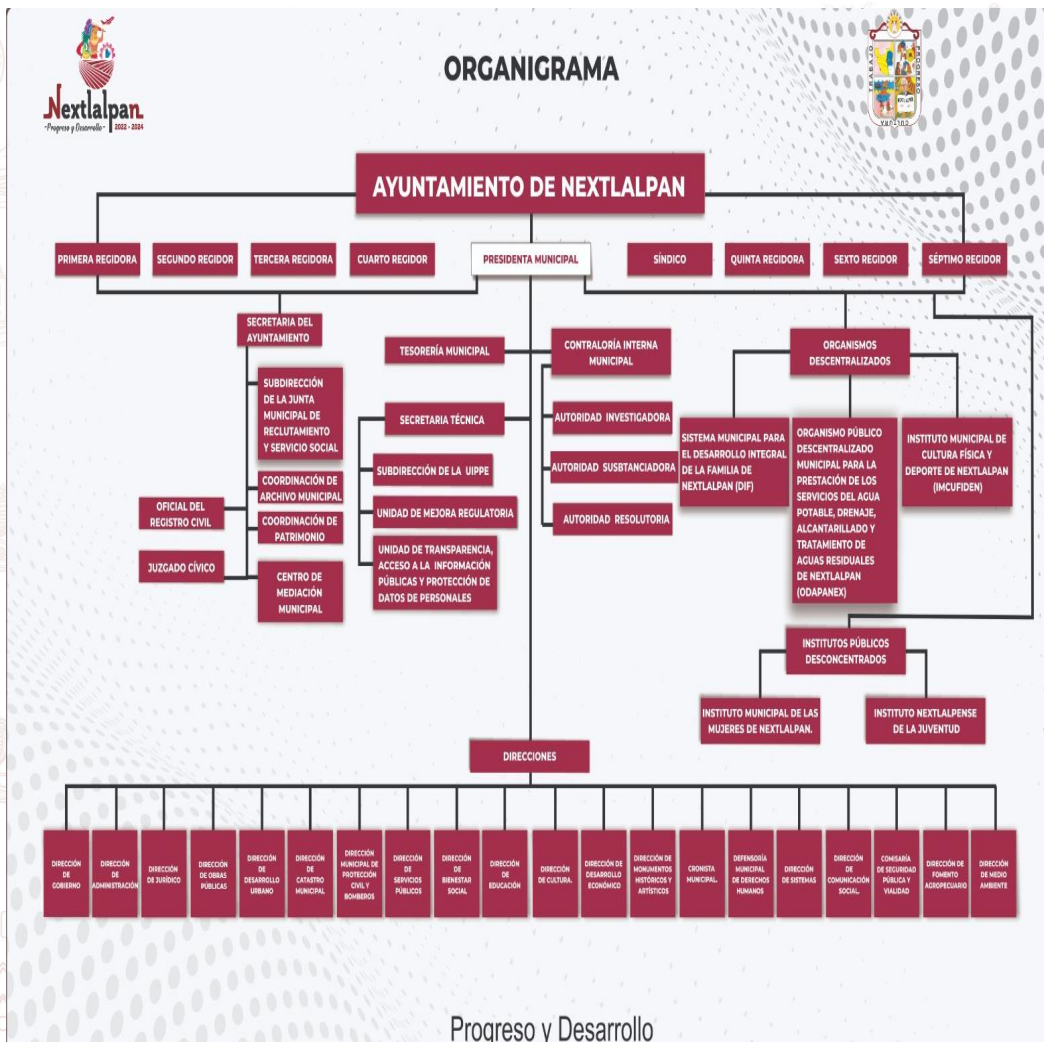 Nextlalpan
-Progreso y Desarrollo- 2022 - 2024
ORGANIGRAMA
TRABAJO
PROGRESO
CULTURA
AYUNTAMIENTO DE NEXTLALPAN
PRIMERA REGIDORA
SEGUNDO REGIDOR
TERCERA REGIDORA
CUARTO REGIDOR
PRESIDENTA MUNICIPAL
SÍNDICO
QUINTA REGIDORA
SEXTO REGIDOR
SÉPTIMO REGIDOR
SECRETARIA DEL
AYUNTAMIENTO
SUBDIRECCIÓN
DE LA JUNTA
MUNICIPAL DE
RECLUTAMIENTO
Y SERVICIO SOCIAL
COORDINACIÓN DE
ARCHIVO MUNICIPAL
OFICIAL DEL
REGISTRO CIVIL
COORDINACIÓN DE
PATRIMONIO
JUZGADO CÍVICO
CENTRO DE
MEDIACIÓN
MUNICIPAL
TESORERÍA MUNICIPAL
CONTRALORÍA INTERNA
MUNICIPAL
SECRETARIA TÉCNICA
AUTORIDAD INVESTIGADORA
SUBDIRECCIÓN DE LA UIPPE
AUTORIDAD SUSBTANCIADORA
UNIDAD DE MEJORA REGULATORIA
AUTORIDAD RESOLUTORIA
UNIDAD DE TRANSPARENCIA,
ACCESO A LA INFORMACIÓN
PÚBLICAS Y PROTECCIÓN DE
DATOS DE PERSONALES
ORGANISMOS
DESCENTRALIZADOS
SISTEMA MUNICIPAL PARA
EL DESARROLLO INTEGRAL
DE LA FAMILIA DE
NEXTLALPAN (DIF)
ORGANISMO PÚBLICO
DESCENTRALIZADO
MUNICIPAL PARA LA
PRESTACIÓN DE LOS
SERVICIOS DEL AGUA
POTABLE, DRENAJE,
ALCANTARILLADO Y
TRATAMIENTO DE
AGUAS RESIDUALES
DE NEXTLALPAN
(ODAPANEX)
INSTITUTO MUNICIPAL DE
CULTURA FÍSICA Y
DEPORTE DE NEXTLALPAN
(IMCUFIDEN)
INSTITUTOS PÚBLICOS
DESCONCENTRADOS
INSTITUTO MUNICIPAL DE LAS
MUJERES DE NEXTLALPAN.
INSTITUTO NEXTLALPENSE
DE LA JUVENTUD
DIRECCIONES
DIRECCIÓN
DE
GOBIERNO
DIRECCIÓN
DE
ADMINISTRACIÓN
DIRECCIÓN
DE JURÍDICO
DIRECCIÓN
DE OBRAS
PÚBLICAS
DIRECCIÓN
DE
DESARROLLO
URBANO
DIRECCIÓN
DE
CATASTRO
MUNICIPAL
DIRECCIÓN
MUNICIPAL DE
PROTECCIÓN
CIVIL Y
BOMBEROS
DIRECCIÓN
DE
SERVICIOS
PÚBLICOS
DIRECCIÓN
DE
BIENESTAR
SOCIAL
DIRECCIÓN
DE
EDUCACIÓN
DIRECCIÓN
DE CULTURA.
DIRECCIÓN DE
DESARROLLO
ECONÓMICO
DIRECCIÓN DE
MONUMENTOS
HISTÓRICOS Y
ARTÍSTICOS
CRONISTA
MUNICIPAL.
DEFENSORÍA
MUNICIPAL
DE DERECHOS
HUMANOS
DIRECCIÓN
DE SISTEMAS
DIRECCIÓN
DE
COMUNICACIÓN
SOCIAL.
COMISARÍA
DE SEGURIDAD
PÚBLICA Y
VIALIDAD
DIRECCIÓN DE
FOMENTO
AGROPECUARIO
DIRECCIÓN
DE MEDIO
AMBIENTE
Progreso y Desarrollo